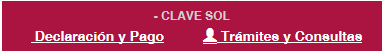 - CLAVE SOL
Declaración y Pago Trámites y Consultas